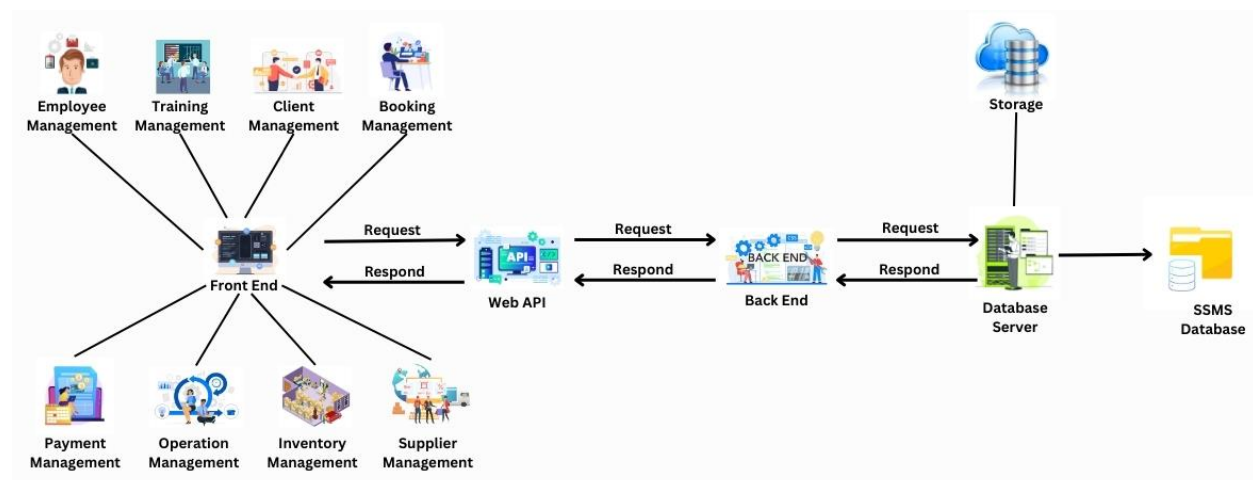 Employee
Management
Training
Management
Client
Management
Booking
Management
Storage
Request
Request
Request
API
BACK END
Respond
Respond
Respond
Front End
Web API
Back End
Database
Server
SSMS
Database
Payment
Management
Operation
Management
Inventory
Management
Supplier
Management